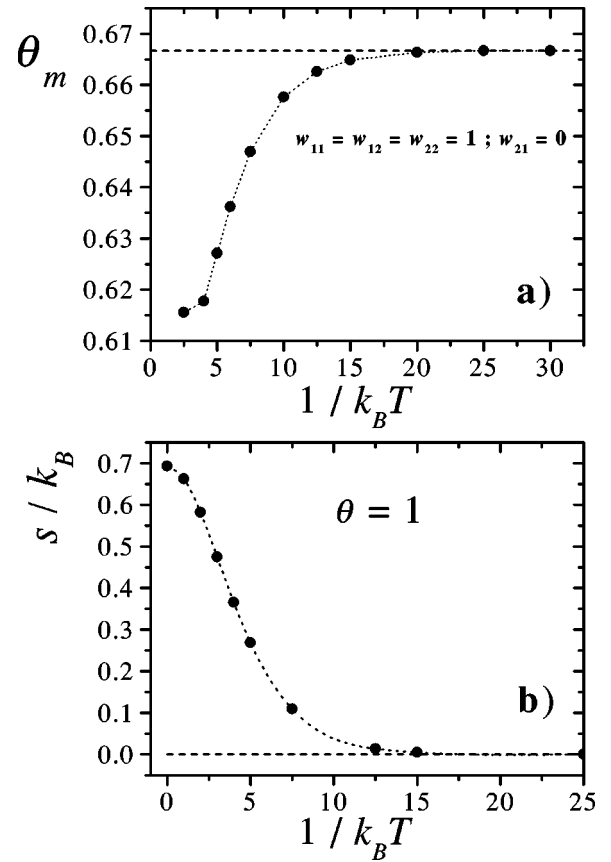 θm
0.67
0.66
0.65
0.64
0.63
0.62
0.61
w11 = w12 = w22 = 1 ; w21 = 0
a)
0 5 10 15 20 25 30
1 / kBT
s / kB
0.7
0.6
0.5
0.4
0.3
0.2
0.1
0.0
θ = 1
b)
0 5 10 15 20 25
1 / kBT